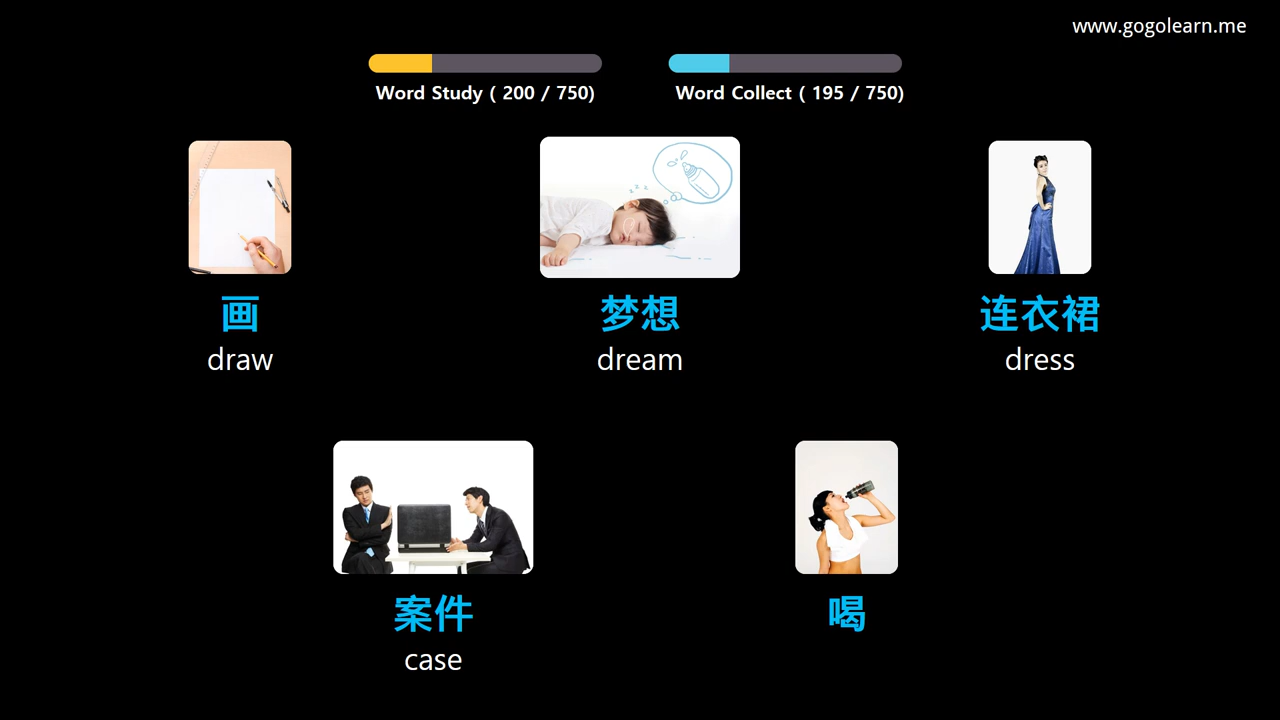 www.gogolearn.me
Word Study ( 200 / 750)
Word Collect ( 195 / 750)
画
draw
梦想
dream
连衣裙
dress
案件
case
喝